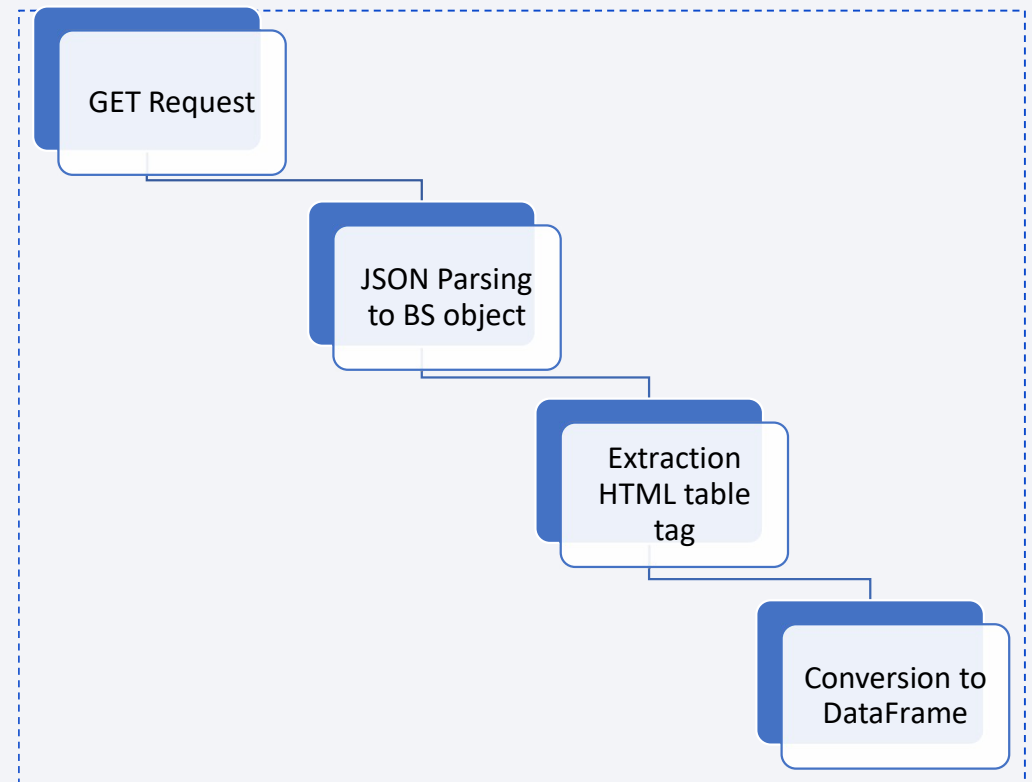 GET Request
JSON Parsing
to BS object
Extraction
HTML table
tag
Conversion to
DataFrame